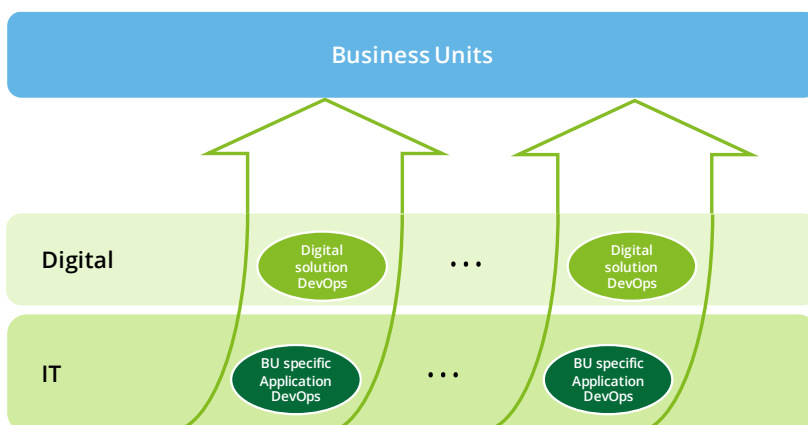 Business Units
Digital
Digital
solution
DevOps
...
Digital
solution
DevOps
IT
BU specific
Application
DevOps
...
BU specific
Application
DevOps